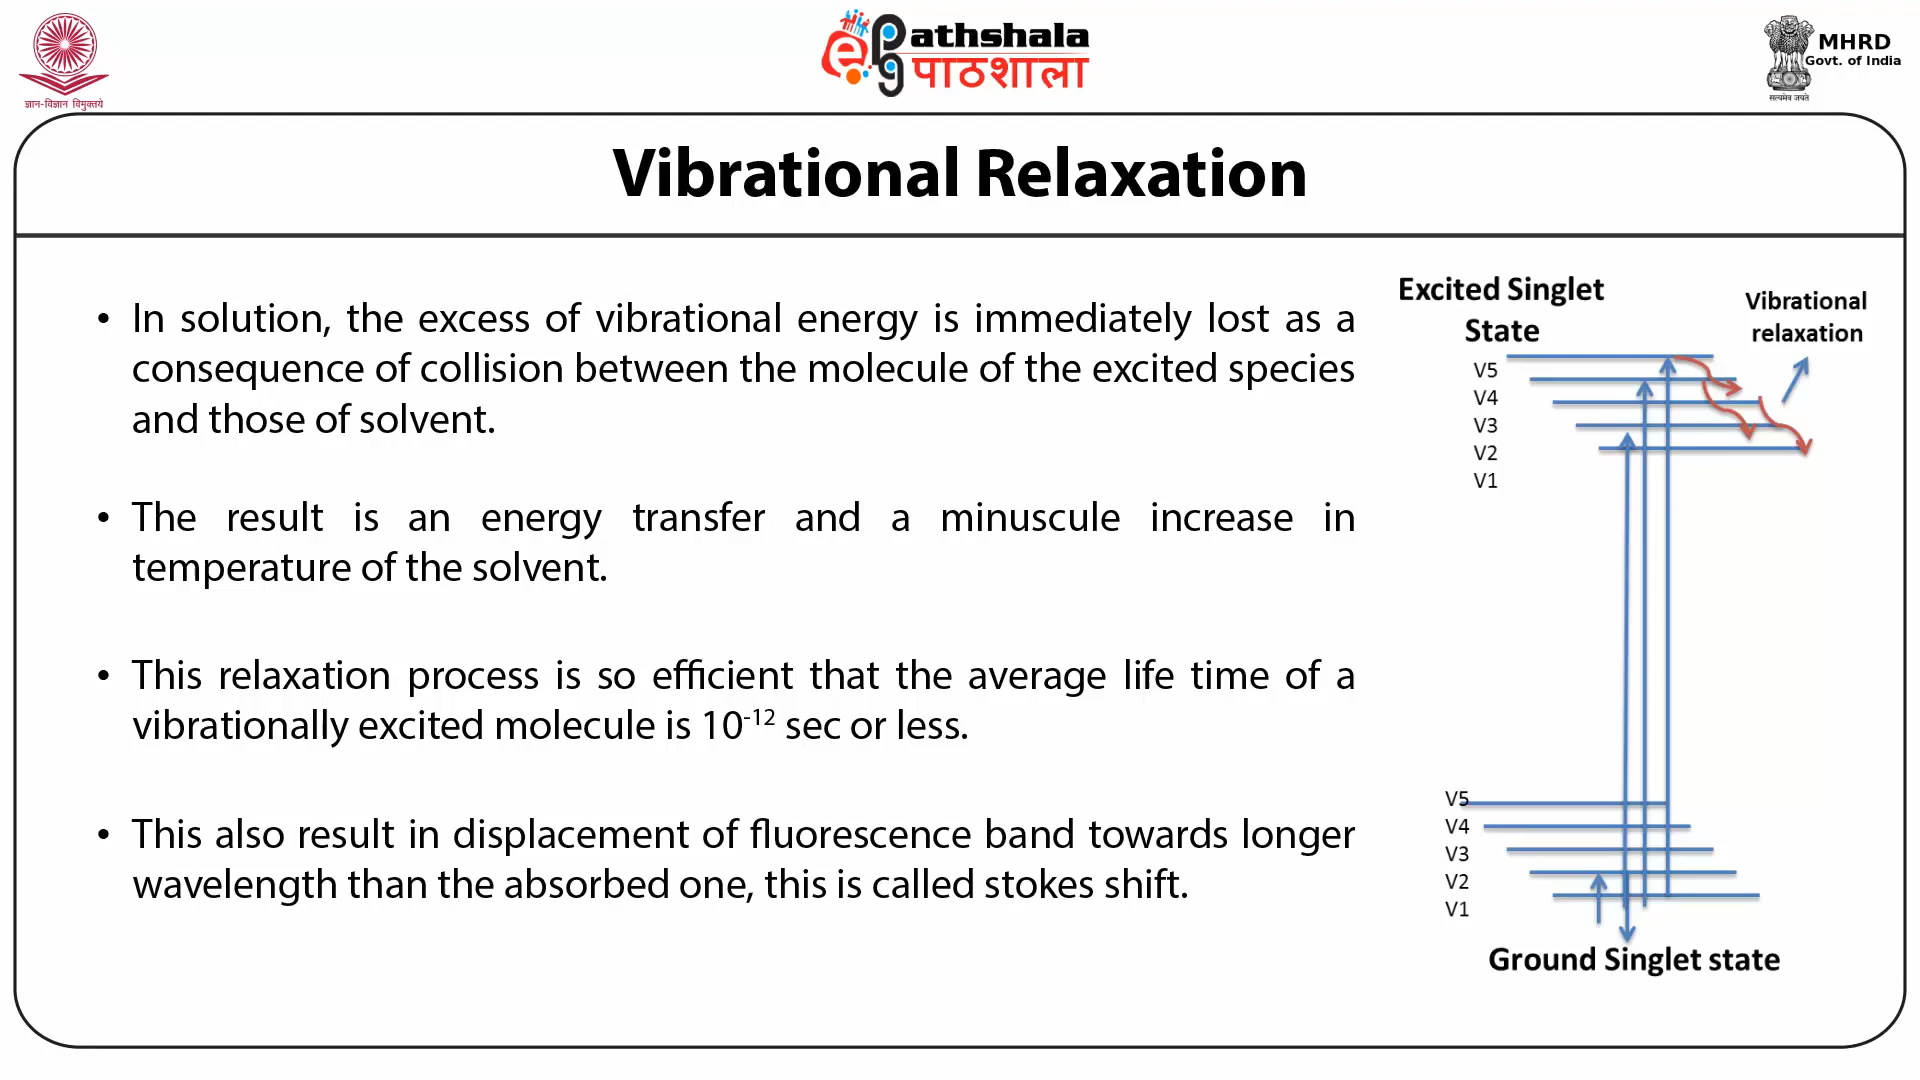 ज्ञान-विज्ञान विमुक्तये
ePathshala
पाठशाला
MHRD
Govt. of India
सत्यमेव जयते
Vibrational Relaxation
• In solution, the excess of vibrational energy is immediately lost as a
consequence of collision between the molecule of the excited species
and those of solvent.
• The result is an energy transfer and a minuscule increase in
temperature of the solvent.
• This relaxation process is so efficient that the average life time of a
vibrationally excited molecule is 10⁻¹² sec or less.
• This also result in displacement of fluorescence band towards longer
wavelength than the absorbed one, this is called stokes shift.
Excited Singlet
State
Vibrational
relaxation
V5
V4
V3
V2
V1
V5
V4
V3
V2
V1
Ground Singlet state